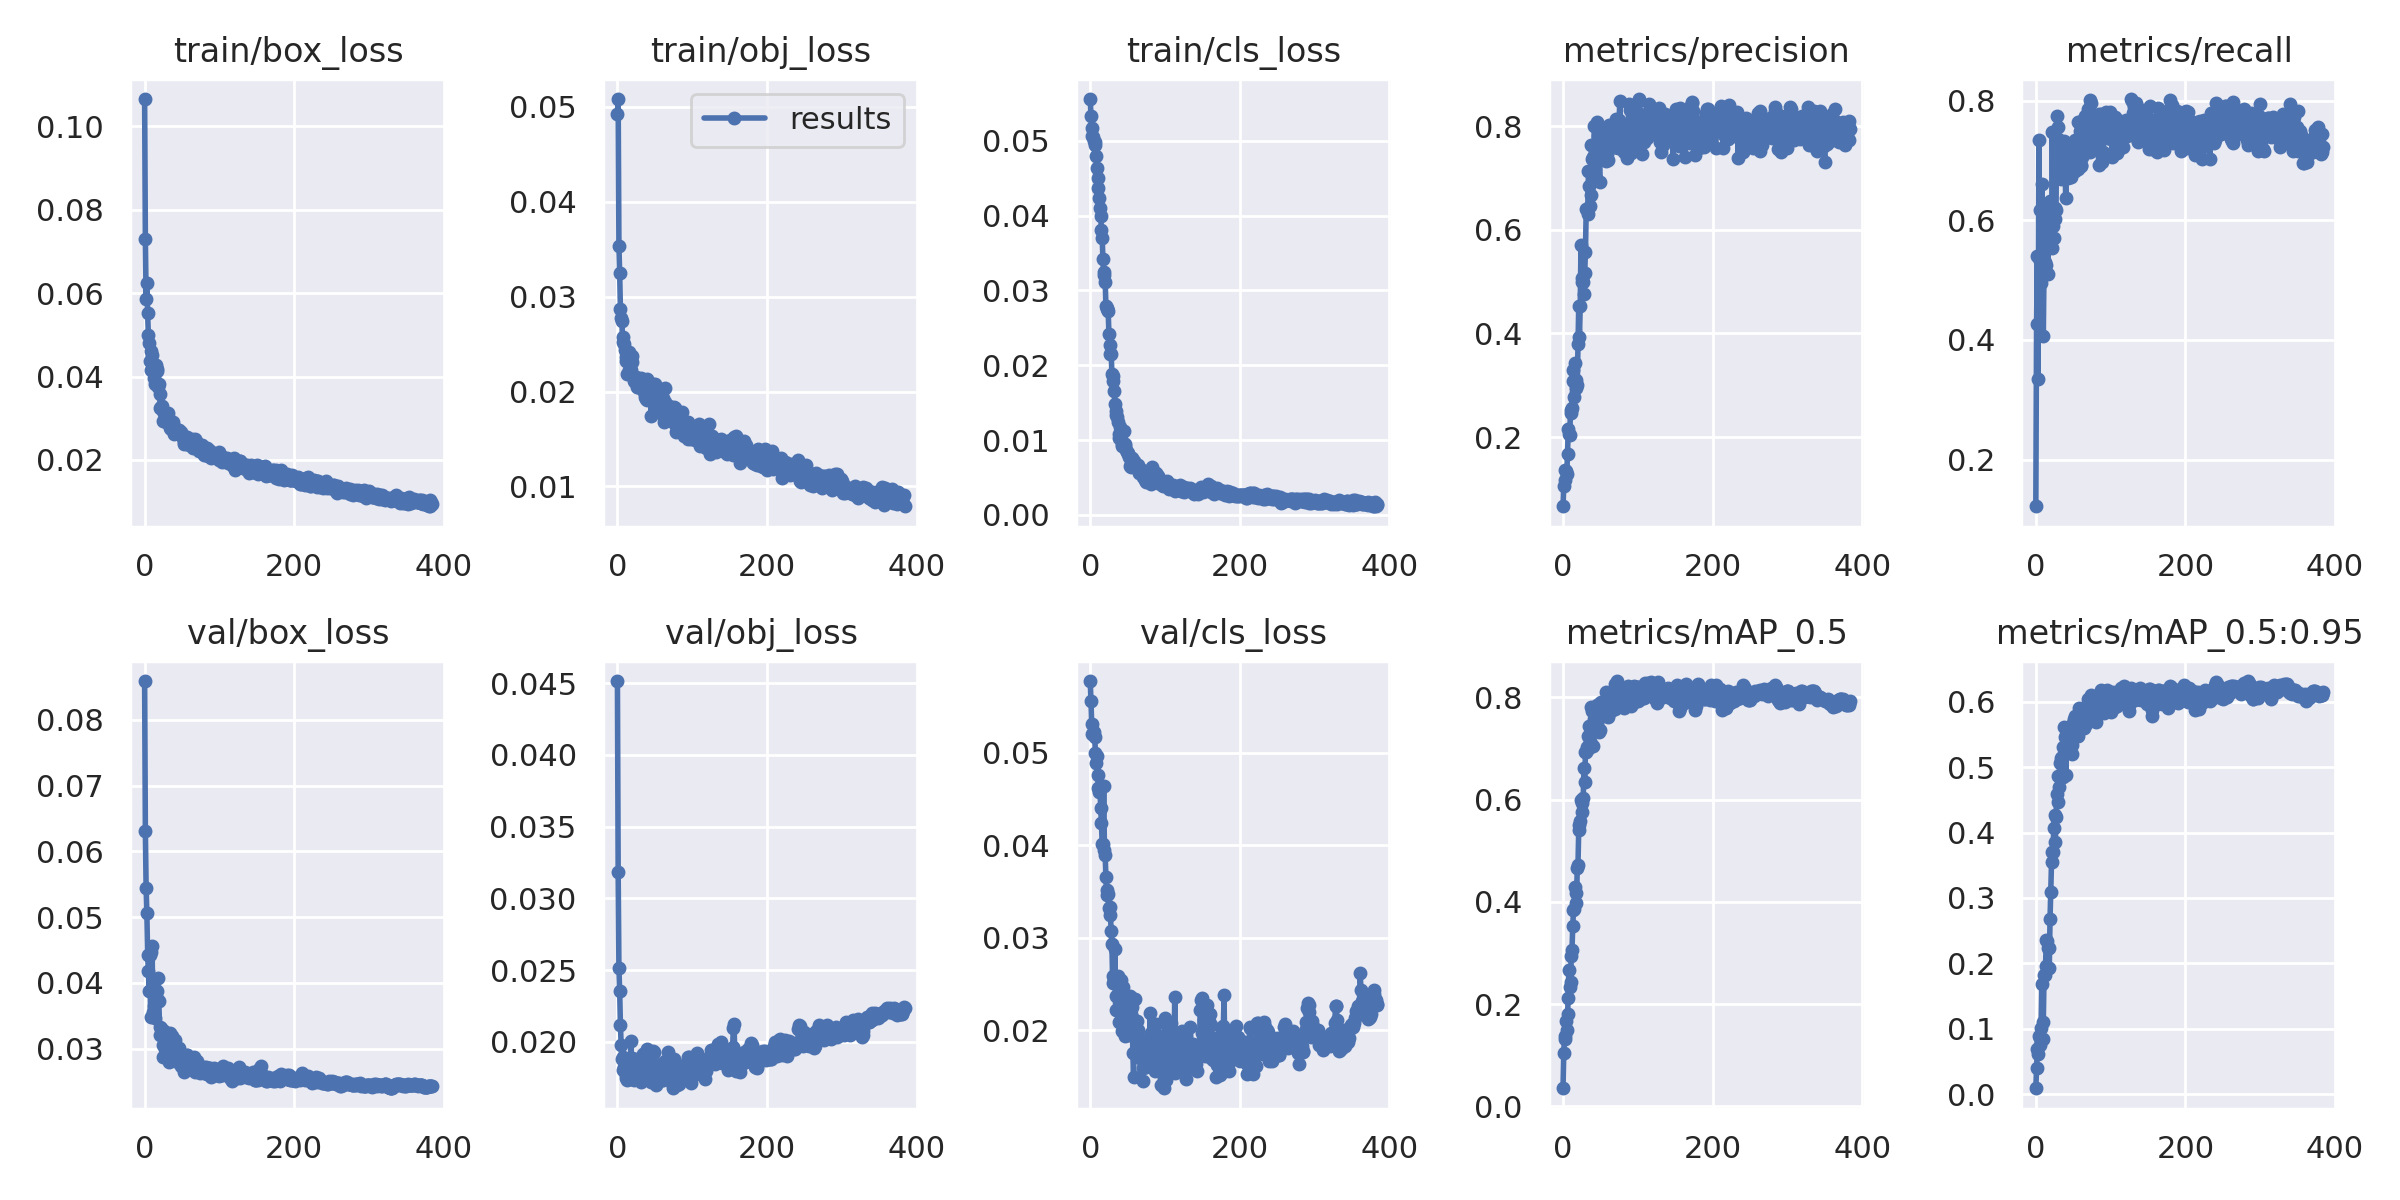 train/box_loss
0.10
0.08
0.06
0.04
0.02
0 200 400
train/obj_loss
results
0.05
0.04
0.03
0.02
0.01
0 200 400
train/cls_loss
0.05
0.04
0.03
0.02
0.01
0.00
0 200 400
metrics/precision
0.8
0.6
0.4
0.2
0 200 400
metrics/recall
0.8
0.6
0.4
0.2
0 200 400
val/box_loss
0.08
0.07
0.06
0.05
0.04
0.03
0 200 400
val/obj_loss
0.045
0.040
0.035
0.030
0.025
0.020
0 200 400
val/cls_loss
0.05
0.04
0.03
0.02
0 200 400
metrics/mAP_0.5
0.8
0.6
0.4
0.2
0.0
0 200 400
metrics/mAP_0.5:0.95
0.6
0.5
0.4
0.3
0.2
0.1
0.0
0 200 400